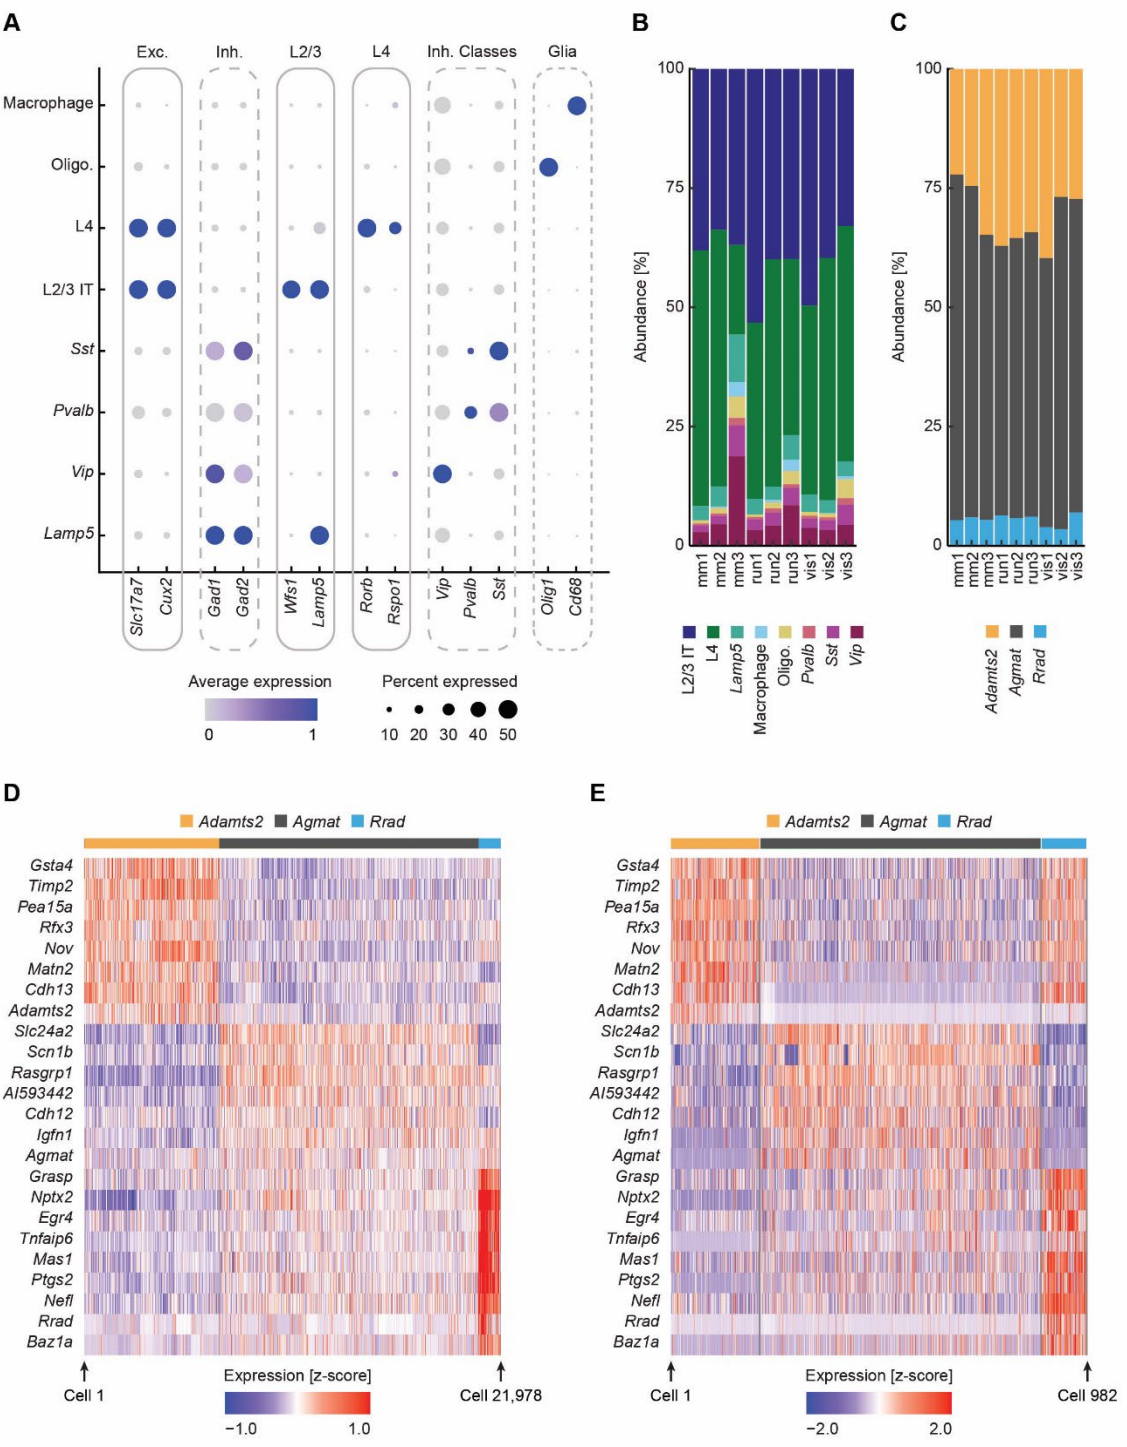 A
Exc. Inh. L2/3 L4 Inh. Classes Glia
Macrophage
Oligo.
L4
L2/3 IT
Sst
Pvalb
Vip
Lamp5
Slc17a7 Cux2 Gad1 Gad2 Wfs1 Lamp5 Rorb Rspo1 Vip Pvalb Sst Olig1 Cd68
Average expression
0 1
Percent expressed
10 20 30 40 50
B
Abundance [%]
100
75
50
25
0
mm1 mm2 mm3 run1 run2 run3 vis1 vis2 vis3
L2/3 IT L4 Lamp5 Macrophage Oligo. Pvalb Sst Vip
C
Abundance [%]
100
75
50
25
0
mm1 mm2 mm3 run1 run2 run3 vis1 vis2 vis3
Adamts2 Agmat Rrad
D
Adamts2 Agmat Rrad
Gsta4
Timp2
Pea15a
Rfx3
Nov
Matn2
Cdh13
Adamts2
Slc24a2
Scn1b
Rasgrp1
AI593442
Cdh12
Igfn1
Agmat
Grasp
Nptx2
Egr4
Tnfaip6
Mas1
Ptgs2
Nefl
Rrad
Baz1a
Cell 1
Cell 21,978
Expression [z-score]
−1.0 1.0
E
Adamts2 Agmat Rrad
Gsta4
Timp2
Pea15a
Rfx3
Nov
Matn2
Cdh13
Adamts2
Slc24a2
Scn1b
Rasgrp1
AI593442
Cdh12
Igfn1
Agmat
Grasp
Nptx2
Egr4
Tnfaip6
Mas1
Ptgs2
Nefl
Rrad
Baz1a
Cell 1
Cell 982
Expression [z-score]
−2.0 2.0